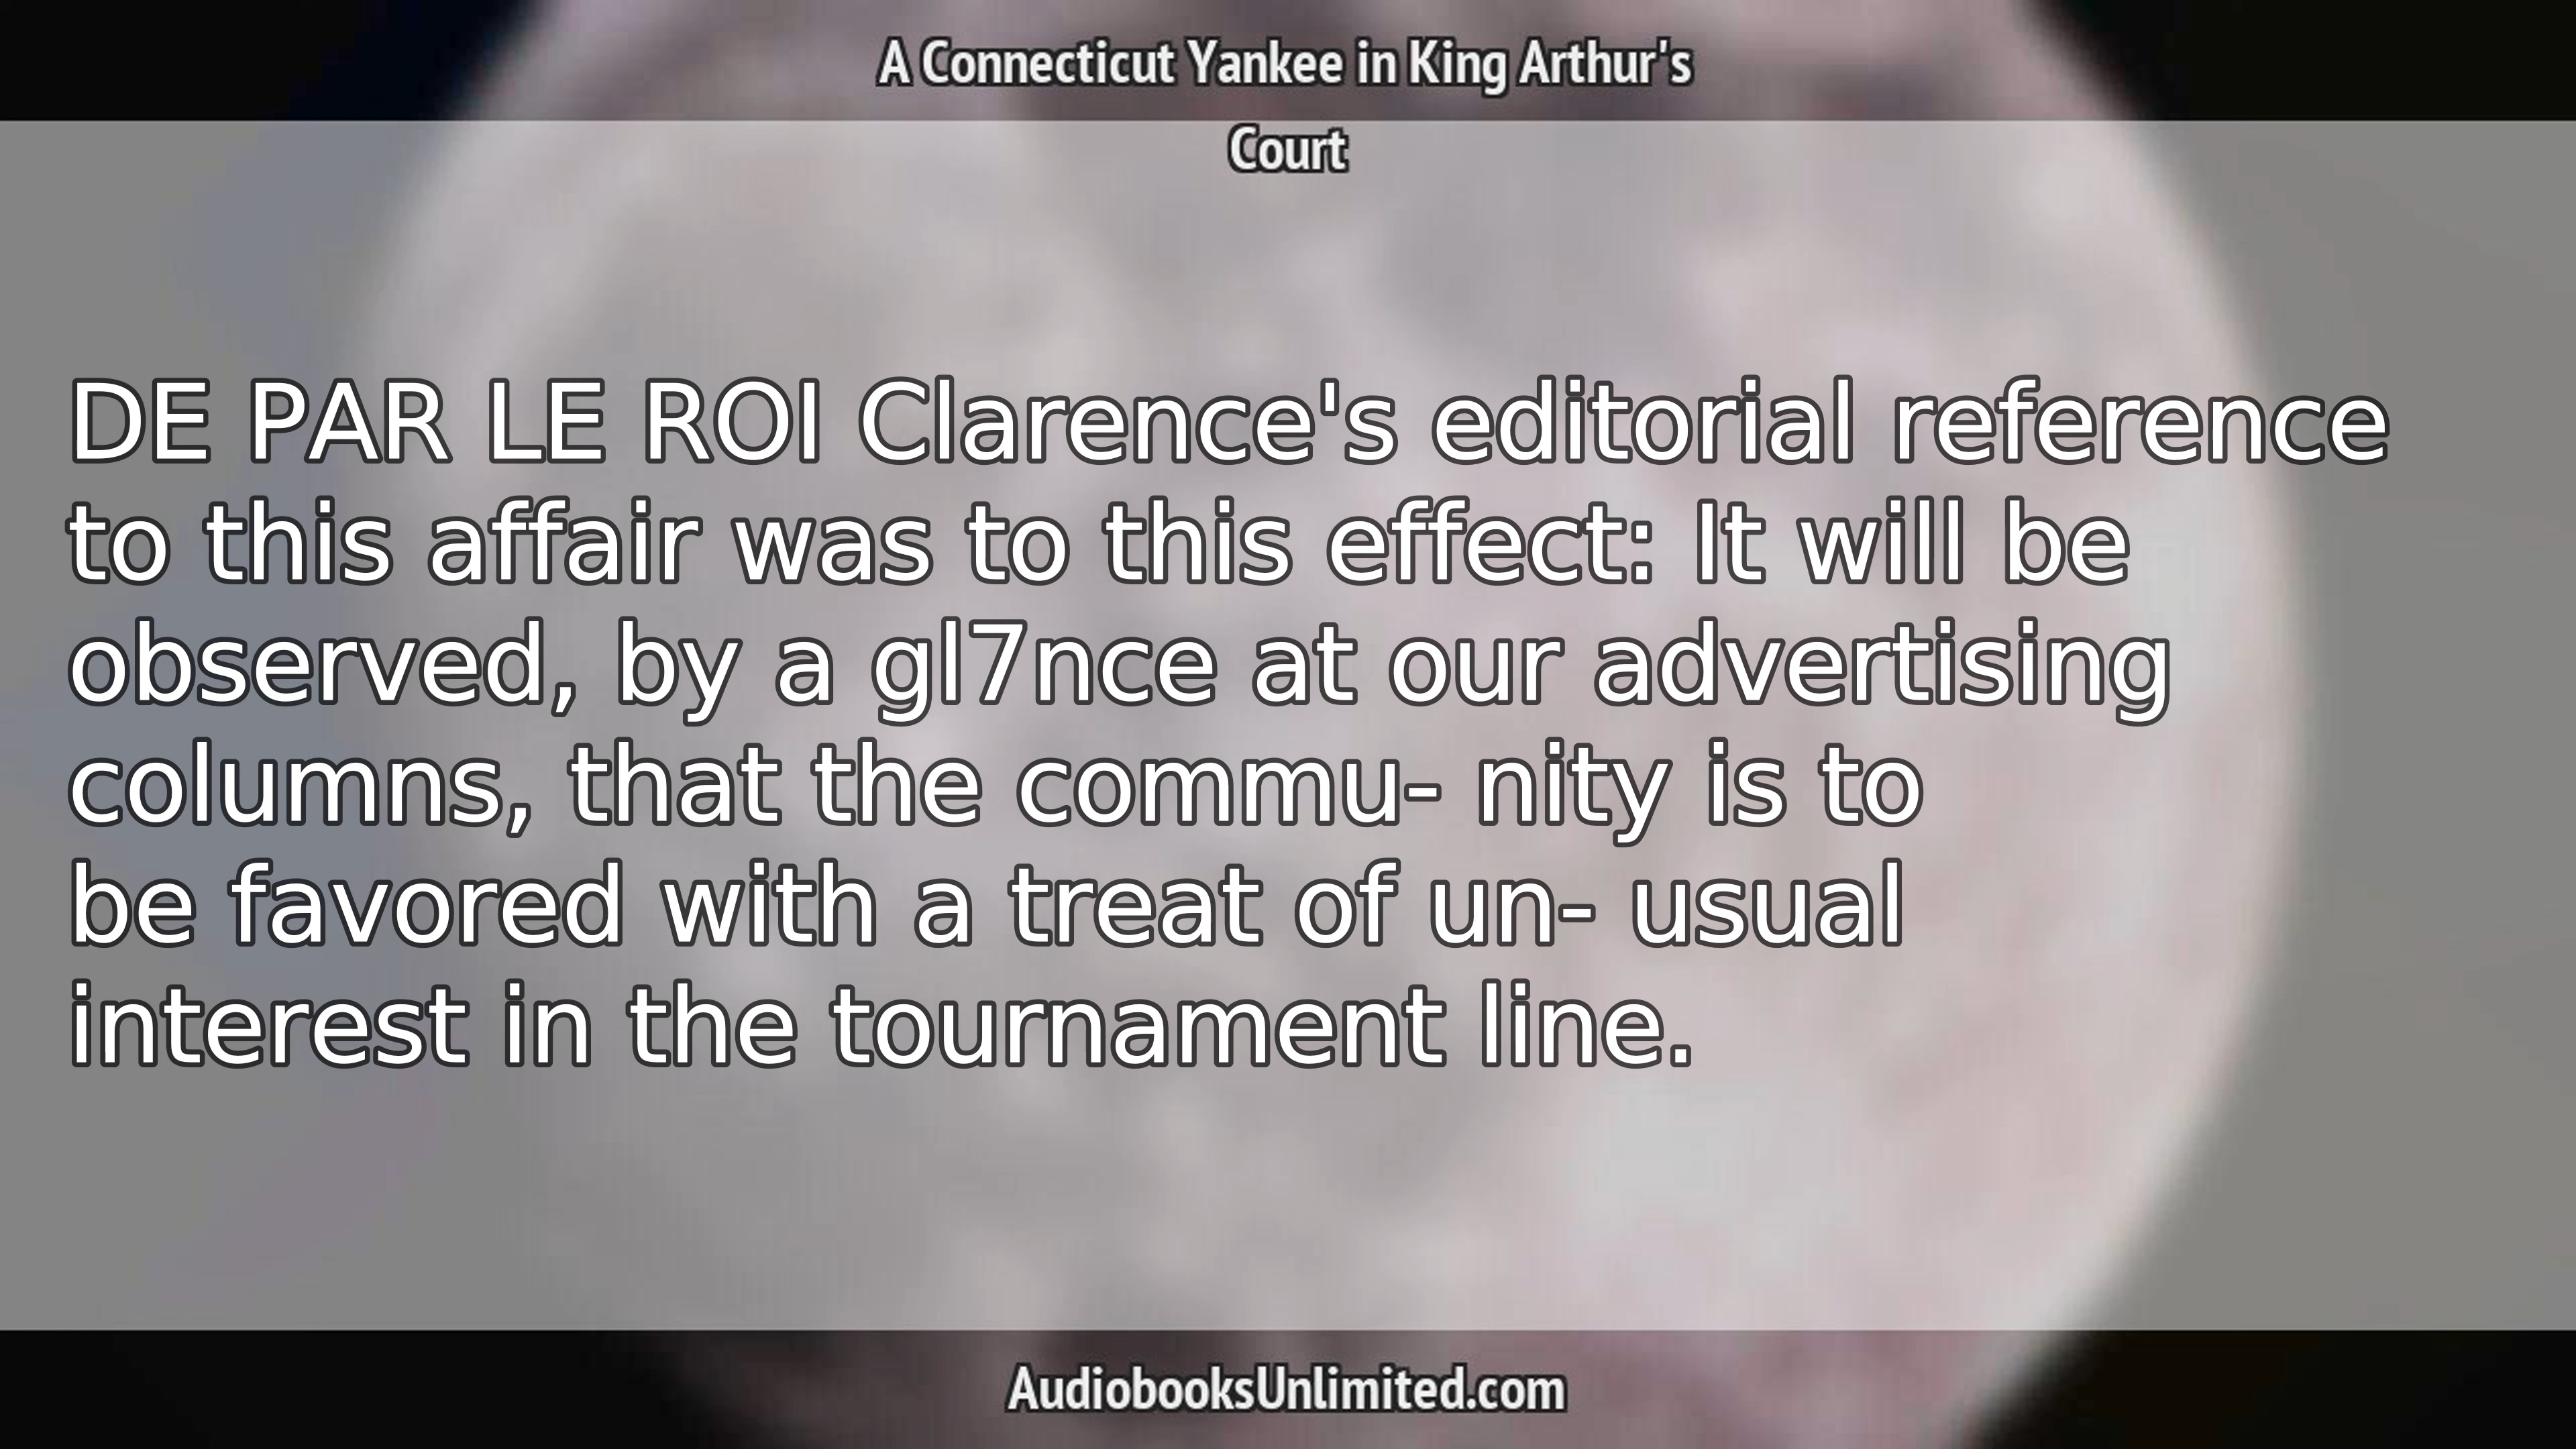 A Connecticut Yankee in King Arthur's
Court
DE PAR LE ROI Clarence's editorial reference
to this affair was to this effect: It will be
observed, by a gl7nce at our advertising
columns, that the commu- nity is to
be favored with a treat of un- usual
interest in the tournament line.
AudiobooksUnlimited.com